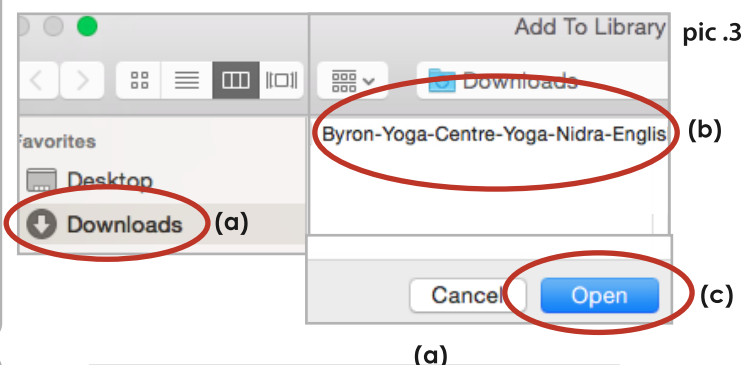 Add To Library
pic .3
Downloads
Favorites
Byron-Yoga-Centre-Yoga-Nidra-Englis
(b)
Desktop
Downloads
(a)
Cancel
Open
(c)
(a)